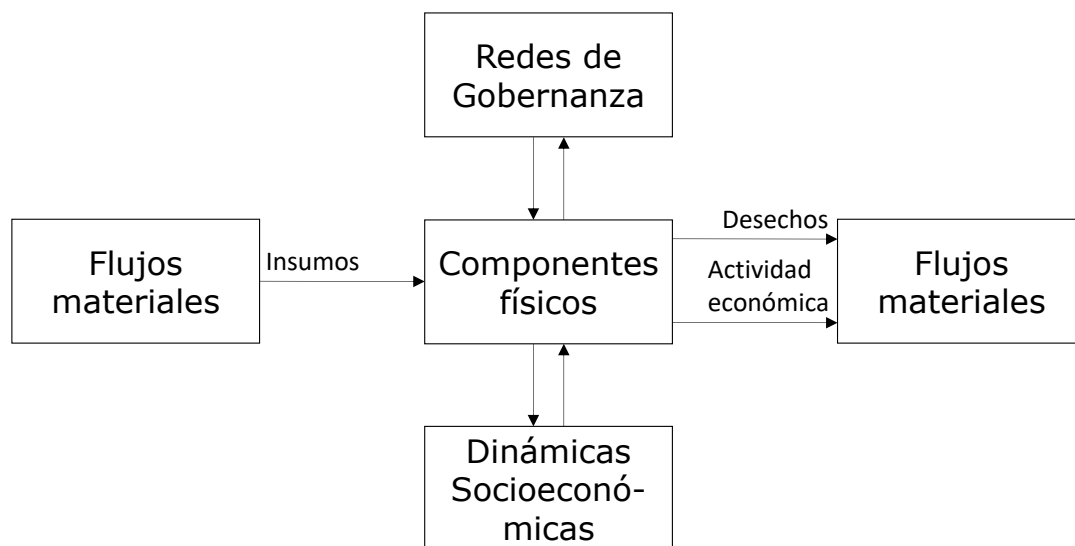 Redes de
Gobernanza
Flujos
materiales
Insumos
Componentes
físicos
Desechos
Actividad
económica
Flujos
materiales
Dinámicas
Socioeconó-
micas